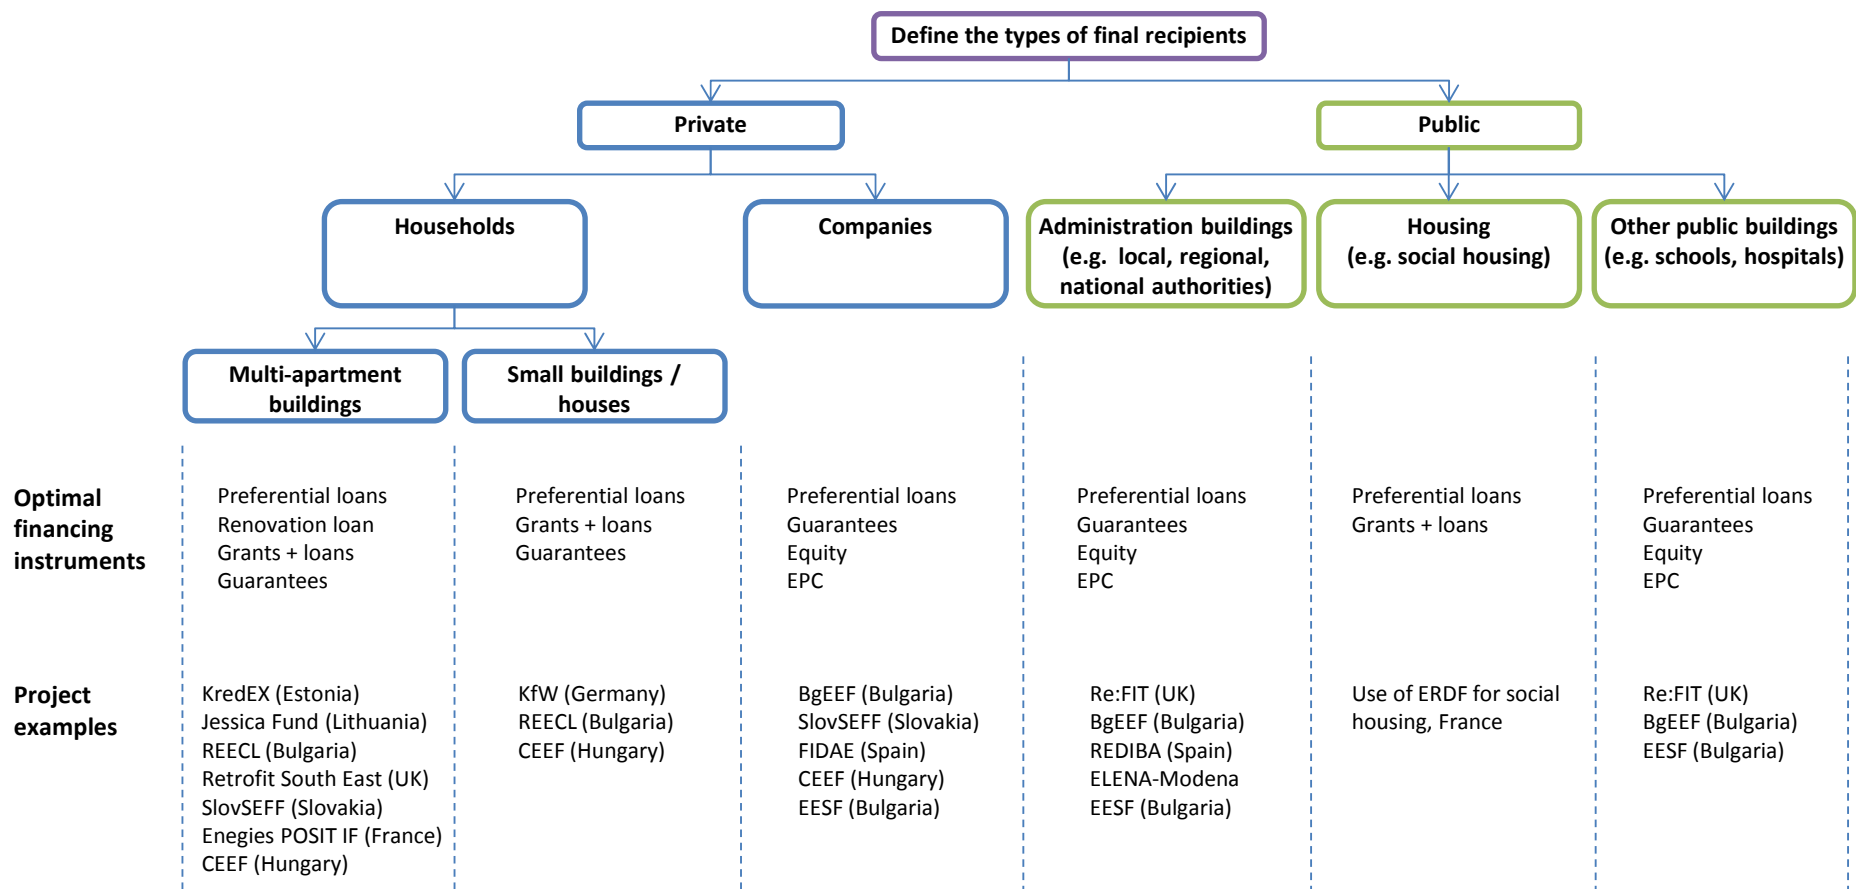 Define the types of final recipients
Private
Public
Households
Companies
Administration buildings
(e.g. local, regional,
national authorities)
Housing
(e.g. social housing)
Other public buildings
(e.g. schools, hospitals)
Multi-apartment
buildings
Small buildings /
houses
Optimal
financing
instruments
Preferential loans
Renovation loan
Grants + loans
Guarantees
Preferential loans
Grants + loans
Guarantees
Preferential loans
Guarantees
Equity
EPC
Preferential loans
Guarantees
Equity
EPC
Preferential loans
Grants + loans
Preferential loans
Guarantees
Equity
EPC
Project
examples
KredEX (Estonia)
Jessica Fund (Lithuania)
REECL (Bulgaria)
Retrofit South East (UK)
SlovSEFF (Slovakia)
Enegies POSIT IF (France)
CEEF (Hungary)
KfW (Germany)
REECL (Bulgaria)
CEEF (Hungary)
BgEEF (Bulgaria)
SlovSEFF (Slovakia)
FIDAE (Spain)
CEEF (Hungary)
EESF (Bulgaria)
Re:FIT (UK)
BgEEF (Bulgaria)
REDIBA (Spain)
ELENA-Modena
EESF (Bulgaria)
Use of ERDF for social
housing, France
Re:FIT (UK)
BgEEF (Bulgaria)
EESF (Bulgaria)